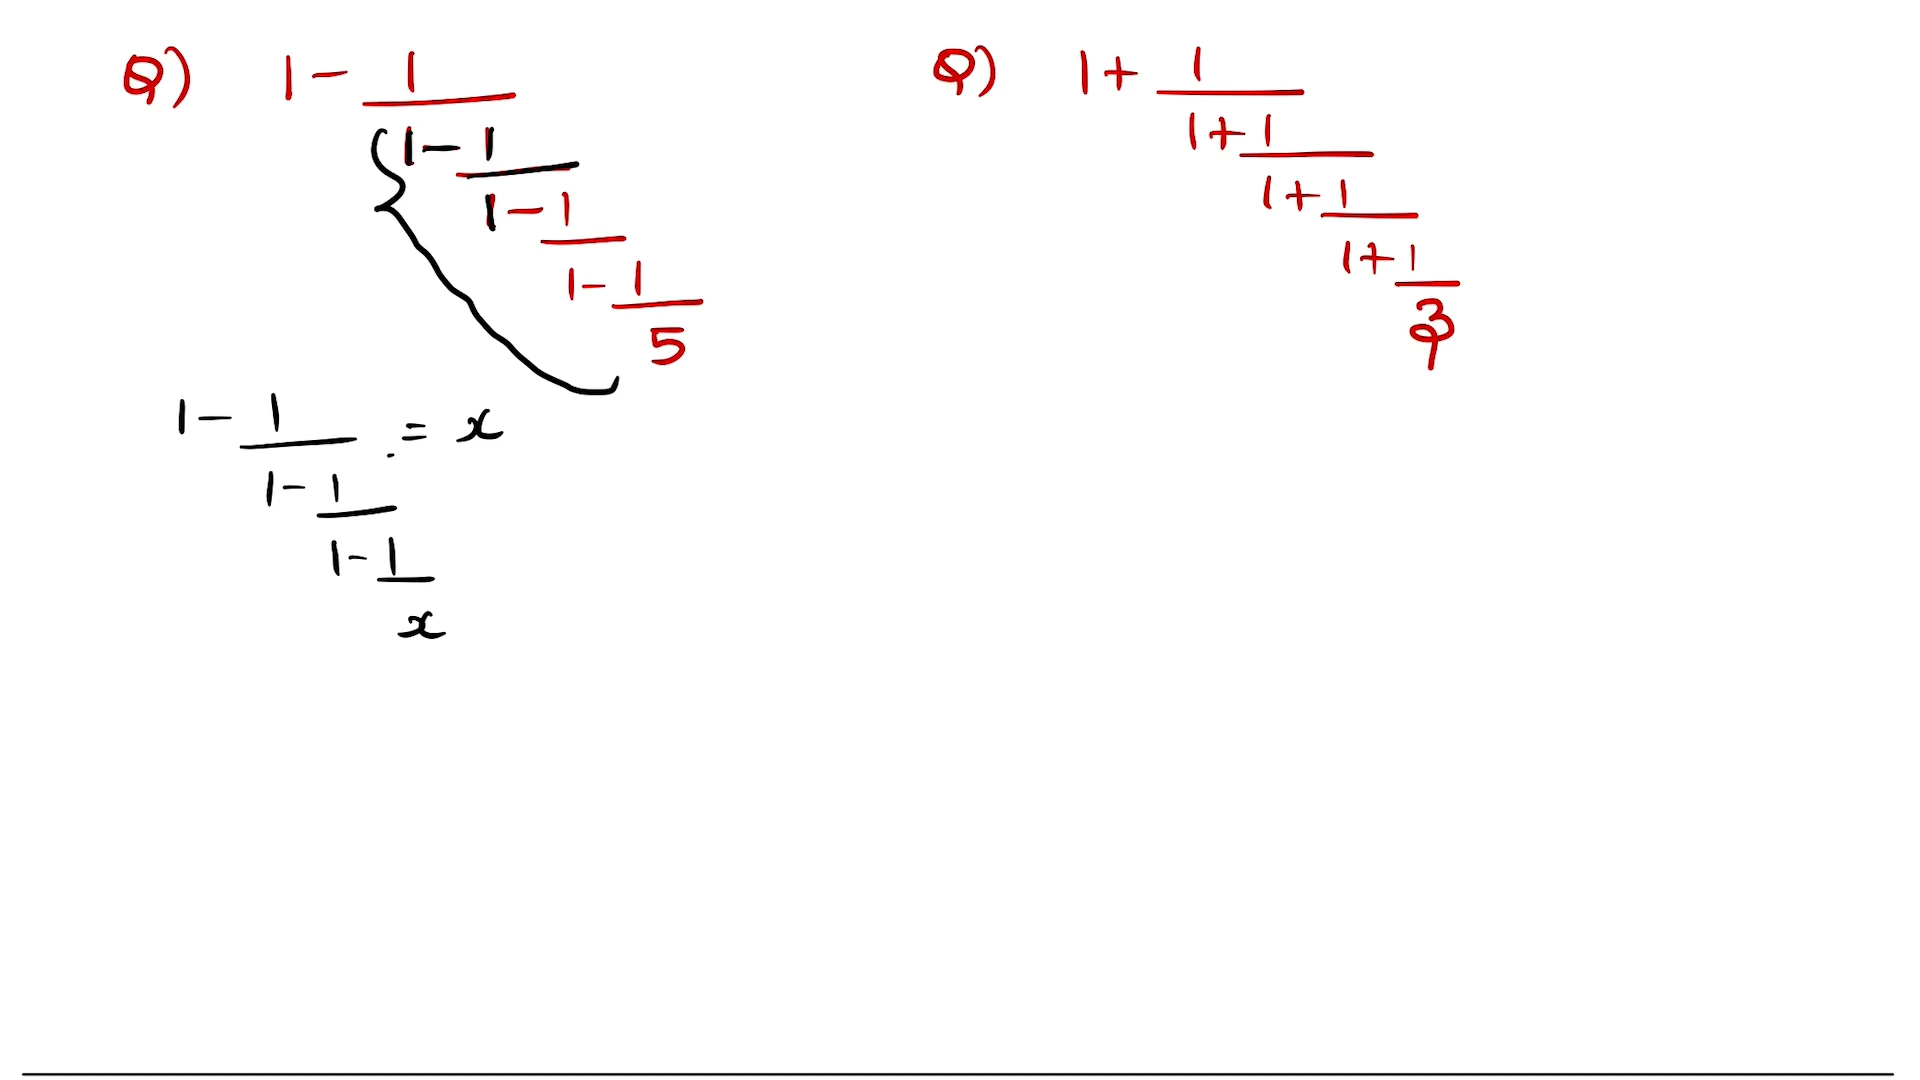 Q) 1 - 1
1 - 1
1 - 1
1 - 1
5
1 - 1 = x
1 - 1
1 - 1
x
Q) 1 + 1
1 + 1
1 + 1
1 + 1